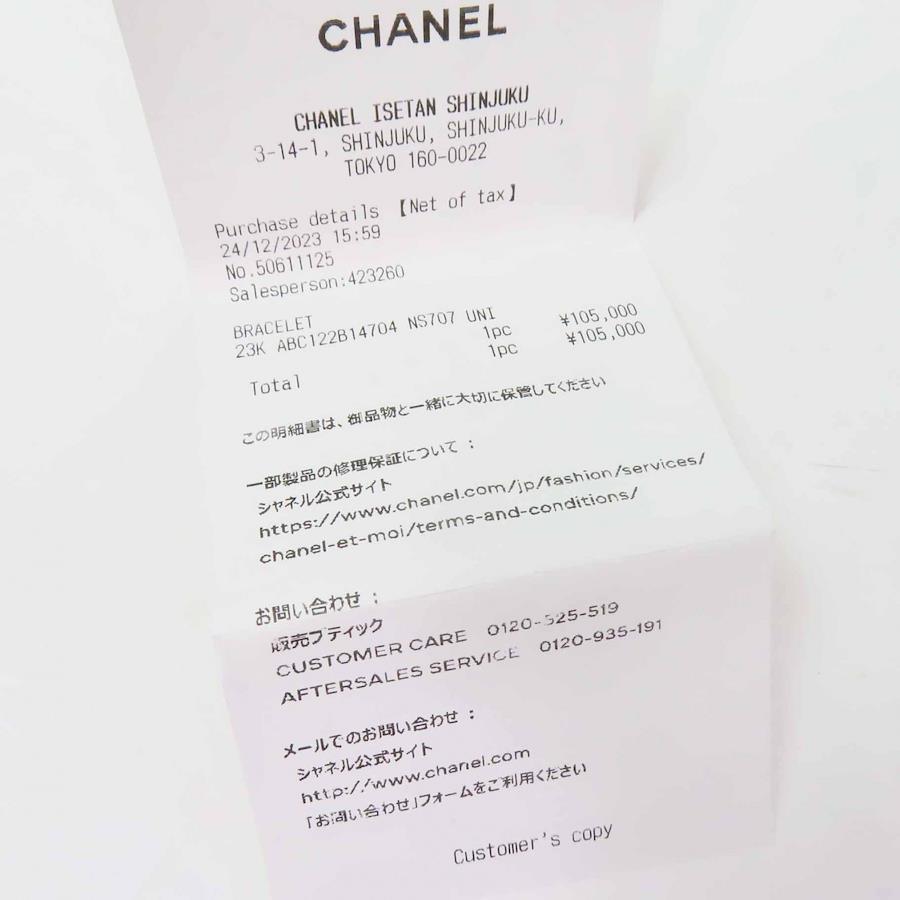 CHANEL
CHANEL ISETAN SHINJUKU
3-14-1, SHINJUKU, SHINJUKU-KU,
TOKYO 160-0022
Purchase details 【Net of tax】
24/12/2023 15:59
No.50611125
Salesperson:423260
BRACELET
23K ABC122B14704 NS707 UNI
1pc ¥105,000
Total 1pc ¥105,000
この明細書は、御品物と一緒に大切に保管してください
一部製品の修理保証について：
シャネル公式サイト
https://www.chanel.com/jp/fashion/services/
chanel-et-moi/terms-and-conditions/
お問い合わせ：
販売ブティック
CUSTOMER CARE 0120-525-519
AFTERSALES SERVICE 0120-935-191
メールでのお問い合わせ：
シャネル公式サイト
http://www.chanel.com
「お問い合わせ」フォームをご利用ください
Customer's copy